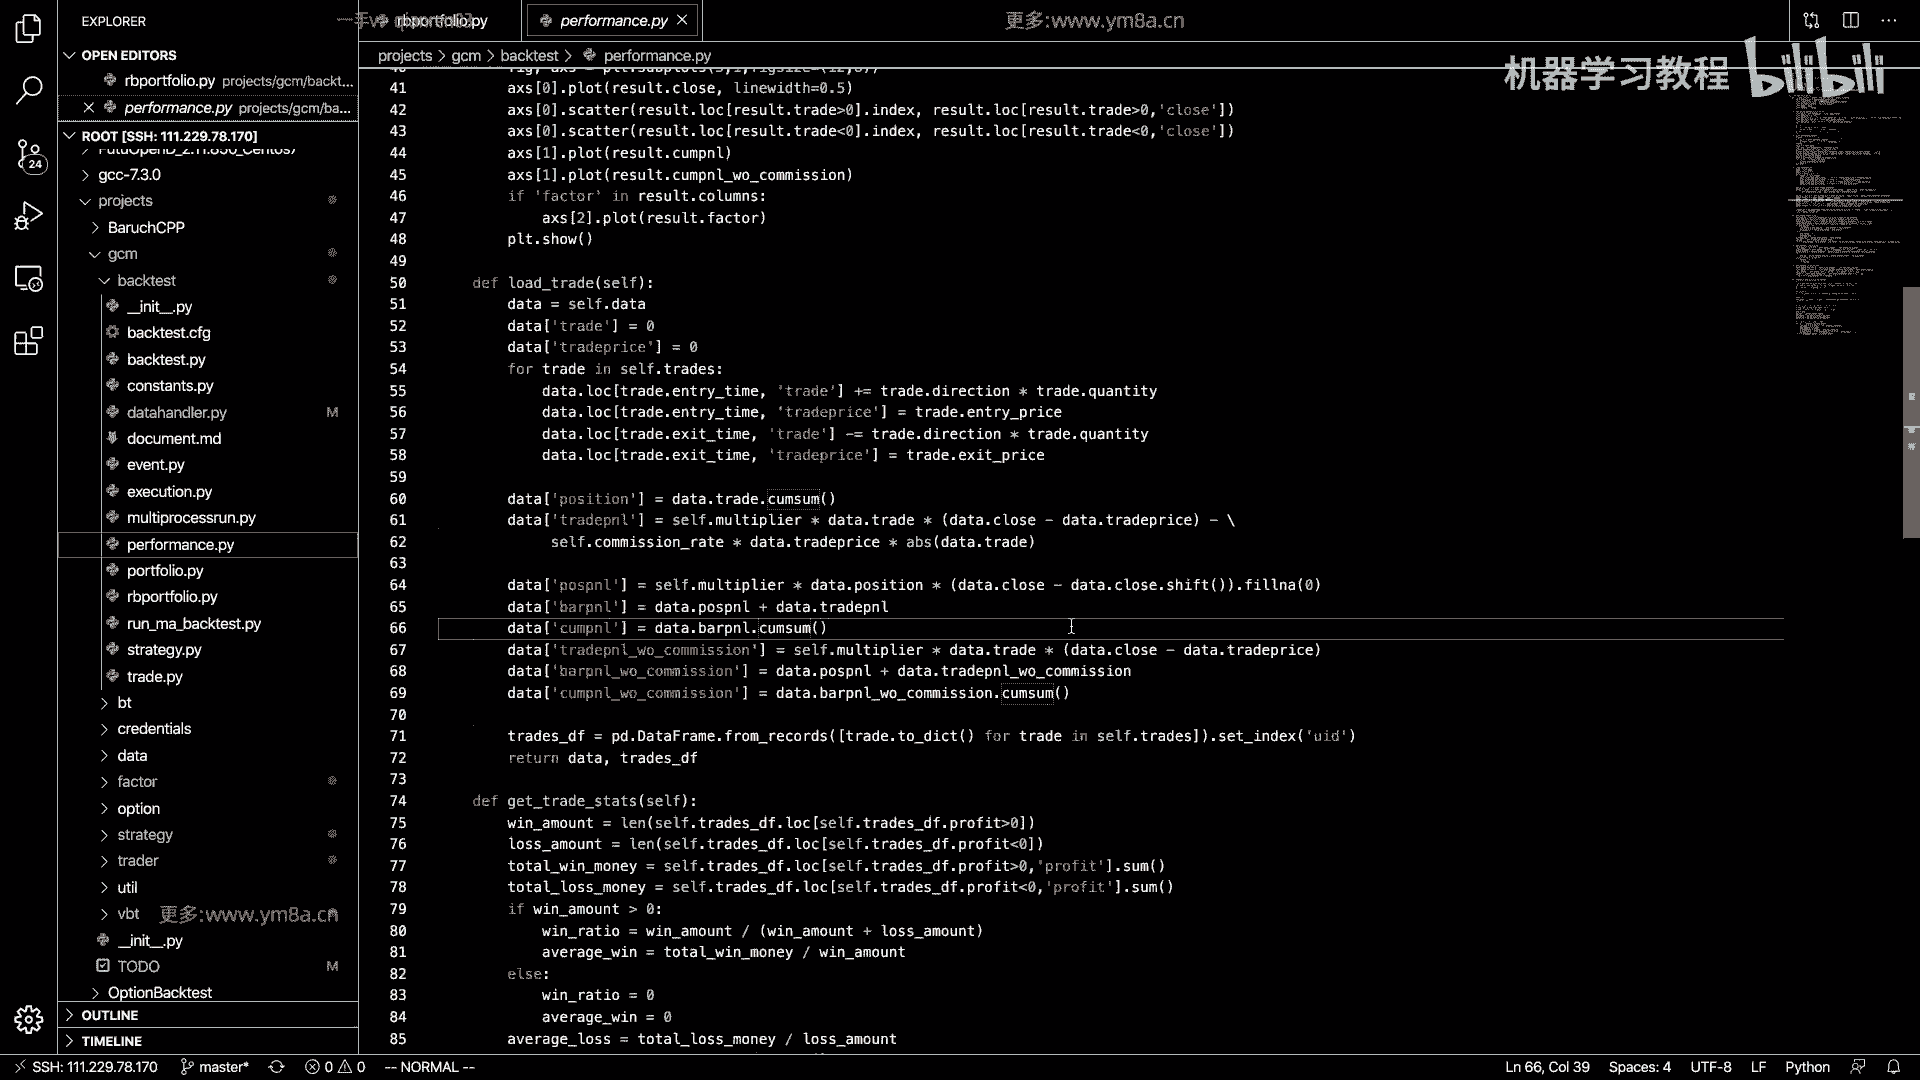 EXPLORER
rbportfolio.py
performance.py
更多:www.ym8a.cn
机器学习教程 bilibili
OPEN EDITORS
rbportfolio.py projects/gcm/backt...
performance.py projects/gcm/ba...
ROOT [SSH: 111.229.78.170]
gcc-7.3.0
projects
BaruchCPP
gcm
backtest
__init__.py
backtest.cfg
backtest.py
constants.py
datahandler.py M
document.md
event.py
execution.py
multiprocessrun.py
performance.py
portfolio.py
rbportfolio.py
run_ma_backtest.py
strategy.py
trade.py
bt
credentials
data
factor
option
strategy
trader
util
vbt
更多:www.ym8a.cn
__init__.py
TODO M
OptionBacktest
OUTLINE
TIMELINE
projects > gcm > backtest > performance.py
41 axs[0].plot(result.close, linewidth=0.5)
42 axs[0].scatter(result.loc[result.trade>0].index, result.loc[result.trade>0,'close'])
43 axs[0].scatter(result.loc[result.trade<0].index, result.loc[result.trade<0,'close'])
44 axs[1].plot(result.cumpnl)
45 axs[1].plot(result.cumpnl_wo_commission)
46 if 'factor' in result.columns:
47 axs[2].plot(result.factor)
48 plt.show()
49
50 def load_trade(self):
51 data = self.data
52 data['trade'] = 0
53 data['tradeprice'] = 0
54 for trade in self.trades:
55 data.loc[trade.entry_time, 'trade'] += trade.direction * trade.quantity
56 data.loc[trade.entry_time, 'tradeprice'] = trade.entry_price
57 data.loc[trade.exit_time, 'trade'] -= trade.direction * trade.quantity
58 data.loc[trade.exit_time, 'tradeprice'] = trade.exit_price
59
60 data['position'] = data.trade.cumsum()
61 data['tradepnl'] = self.multiplier * data.trade * (data.close - data.tradeprice) - \
62 self.commission_rate * data.tradeprice * abs(data.trade)
63
64 data['pospnl'] = self.multiplier * data.position * (data.close - data.close.shift()).fillna(0)
65 data['barpnl'] = data.pospnl + data.tradepnl
66 data['cumpnl'] = data.barpnl.cumsum()
67 data['tradepnl_wo_commission'] = self.multiplier * data.trade * (data.close - data.tradeprice)
68 data['barpnl_wo_commission'] = data.pospnl + data.tradepnl_wo_commission
69 data['cumpnl_wo_commission'] = data.barpnl_wo_commission.cumsum()
70
71 trades_df = pd.DataFrame.from_records([trade.to_dict() for trade in self.trades]).set_index('uid')
72 return data, trades_df
73
74 def get_trade_stats(self):
75 win_amount = len(self.trades_df.loc[self.trades_df.profit>0])
76 loss_amount = len(self.trades_df.loc[self.trades_df.profit<0])
77 total_win_money = self.trades_df.loc[self.trades_df.profit>0,'profit'].sum()
78 total_loss_money = self.trades_df.loc[self.trades_df.profit<0,'profit'].sum()
79 if win_amount > 0:
80 win_ratio = win_amount / (win_amount + loss_amount)
81 average_win = total_win_money / win_amount
82 else:
83 win_ratio = 0
84 average_win = 0
85 average_loss = total_loss_money / loss_amount
24
SSH: 111.229.78.170 master* 0 0 -- NORMAL -- Ln 66, Col 39 Spaces: 4 UTF-8 LF Python